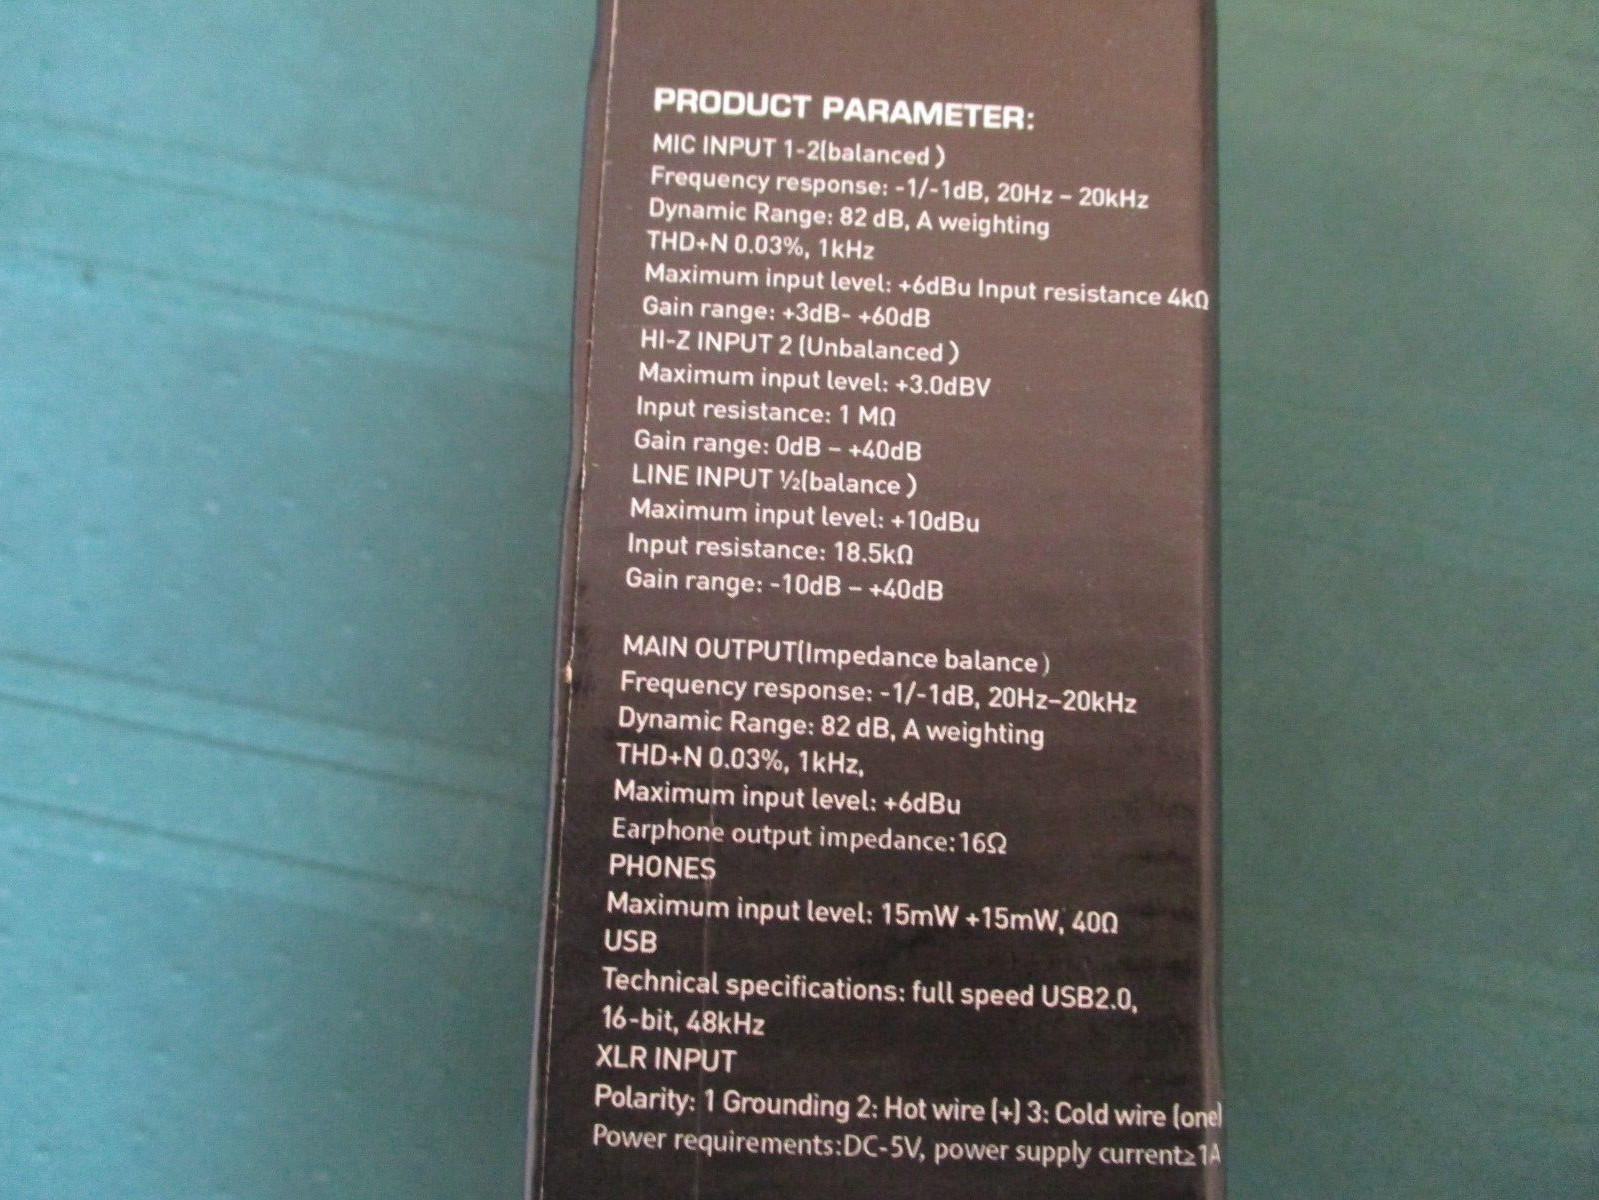 PRODUCT PARAMETER:
MIC INPUT 1-2(balanced )
Frequency response: -1/-1dB, 20Hz – 20kHz
Dynamic Range: 82 dB, A weighting
THD+N 0.03%, 1kHz
Maximum input level: +6dBu Input resistance 4kΩ
Gain range: +3dB- +60dB
HI-Z INPUT 2 (Unbalanced )
Maximum input level: +3.0dBV
Input resistance: 1 MΩ
Gain range: 0dB – +40dB
LINE INPUT ½(balance )
Maximum input level: +10dBu
Input resistance: 18.5kΩ
Gain range: -10dB – +40dB
MAIN OUTPUT(Impedance balance )
Frequency response: -1/-1dB, 20Hz–20kHz
Dynamic Range: 82 dB, A weighting
THD+N 0.03%, 1kHz,
Maximum input level: +6dBu
Earphone output impedance:16Ω
PHONES
Maximum input level: 15mW +15mW, 40Ω
USB
Technical specifications: full speed USB2.0,
16-bit, 48kHz
XLR INPUT
Polarity: 1 Grounding 2: Hot wire (+) 3: Cold wire (one)
Power requirements:DC-5V, power supply current≥1A